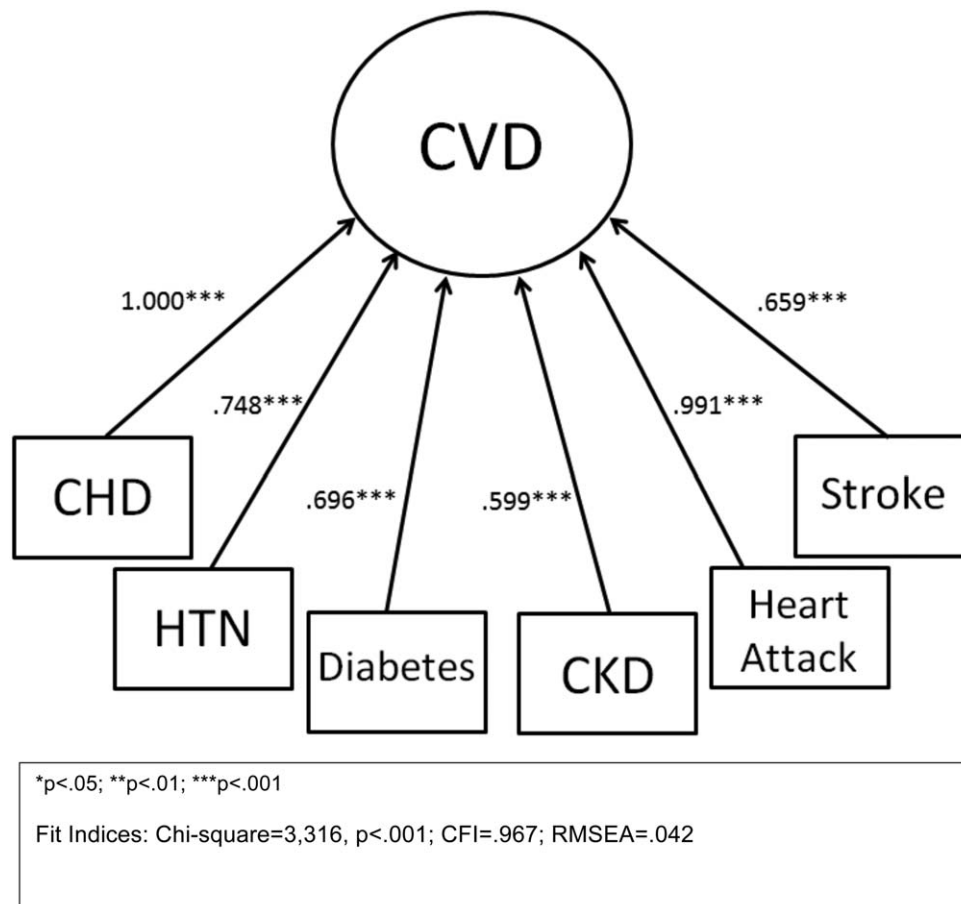 CVD
1.000***
.659***
.748***
.991***
.696***
.599***
CHD
Stroke
HTN
Heart
Attack
Diabetes
CKD
*p<.05; **p<.01; ***p<.001
Fit Indices: Chi-square=3,316, p<.001; CFI=.967; RMSEA=.042